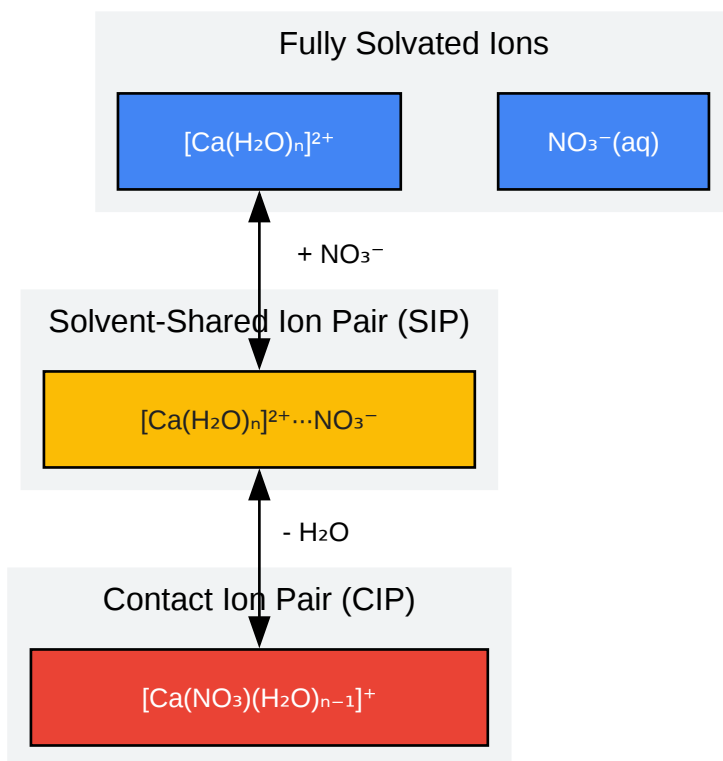 Fully Solvated Ions
[Ca(H₂O)ₙ]²⁺
NO₃⁻(aq)
+ NO₃⁻
Solvent-Shared Ion Pair (SIP)
[Ca(H₂O)ₙ]²⁺···NO₃⁻
- H₂O
Contact Ion Pair (CIP)
[Ca(NO₃)(H₂O)ₙ₋₁]⁺